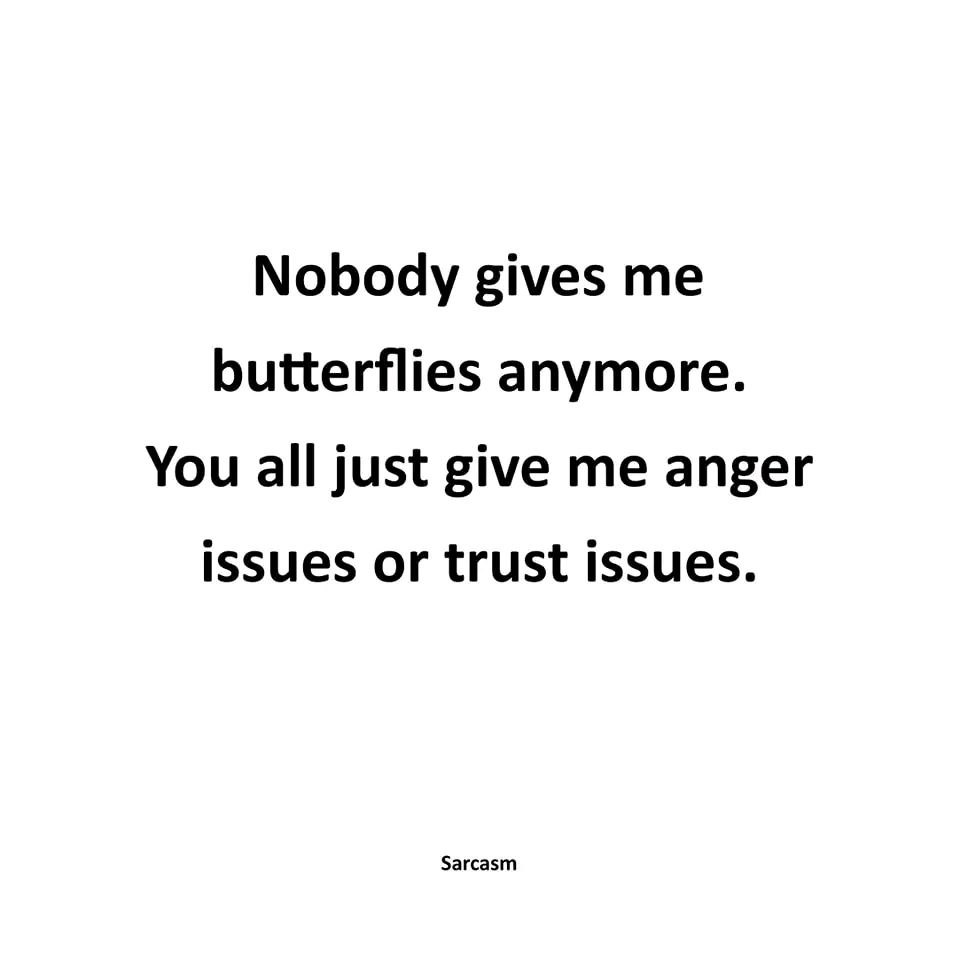 Nobody gives me
butterflies anymore.
You all just give me anger
issues or trust issues.
Sarcasm